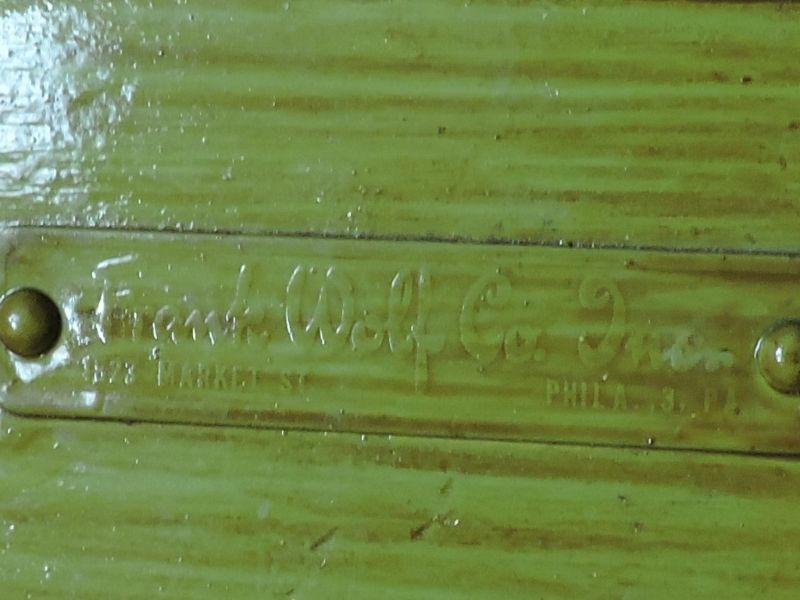 Frank Wolf Co. Inc.
MARKET ST.
PHILA., 3, PA.